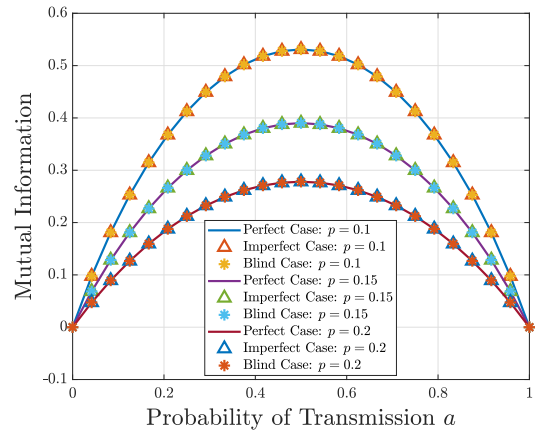 0.6
0.5
0.4
0.3
0.2
0.1
0
-0.1
Mutual Information
Perfect Case: p = 0.1
Imperfect Case: p = 0.1
Blind Case: p = 0.1
Perfect Case: p = 0.15
Imperfect Case: p = 0.15
Blind Case: p = 0.15
Perfect Case: p = 0.2
Imperfect Case: p = 0.2
Blind Case: p = 0.2
0 0.2 0.4 0.6 0.8 1
Probability of Transmission a